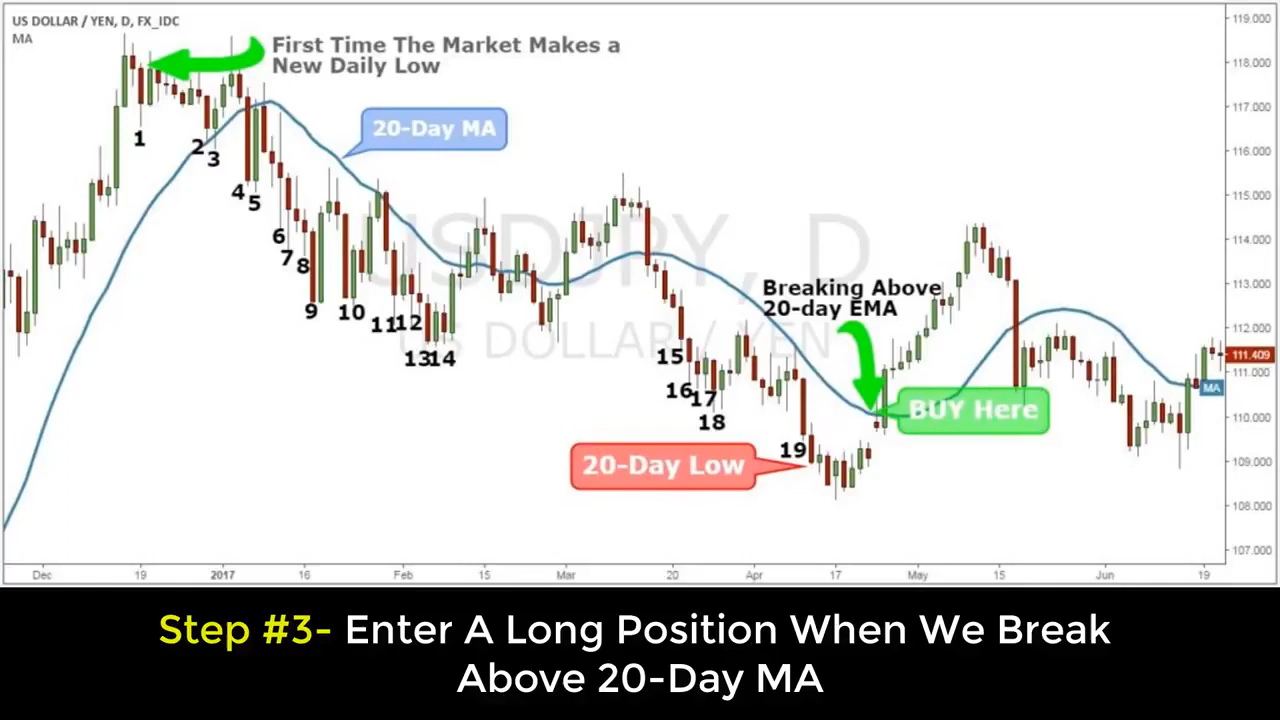 US DOLLAR / YEN, D, FX_IDC
MA
First Time The Market Makes a
New Daily Low
20-Day MA
USDJPY, D
US DOLLAR / YEN
Breaking Above
20-day EMA
BUY Here
20-Day Low
1
2
3
4
5
6
7
8
9
10
11
12
13
14
15
16
17
18
19
119.000
118.000
117.000
116.000
115.000
114.000
113.000
112.000
111.409
111.000
MA
110.000
109.000
108.000
107.000
Dec
19
2017
16
Feb
15
Mar
20
Apr
17
May
15
Jun
19
Step #3- Enter A Long Position When We Break
Above 20-Day MA